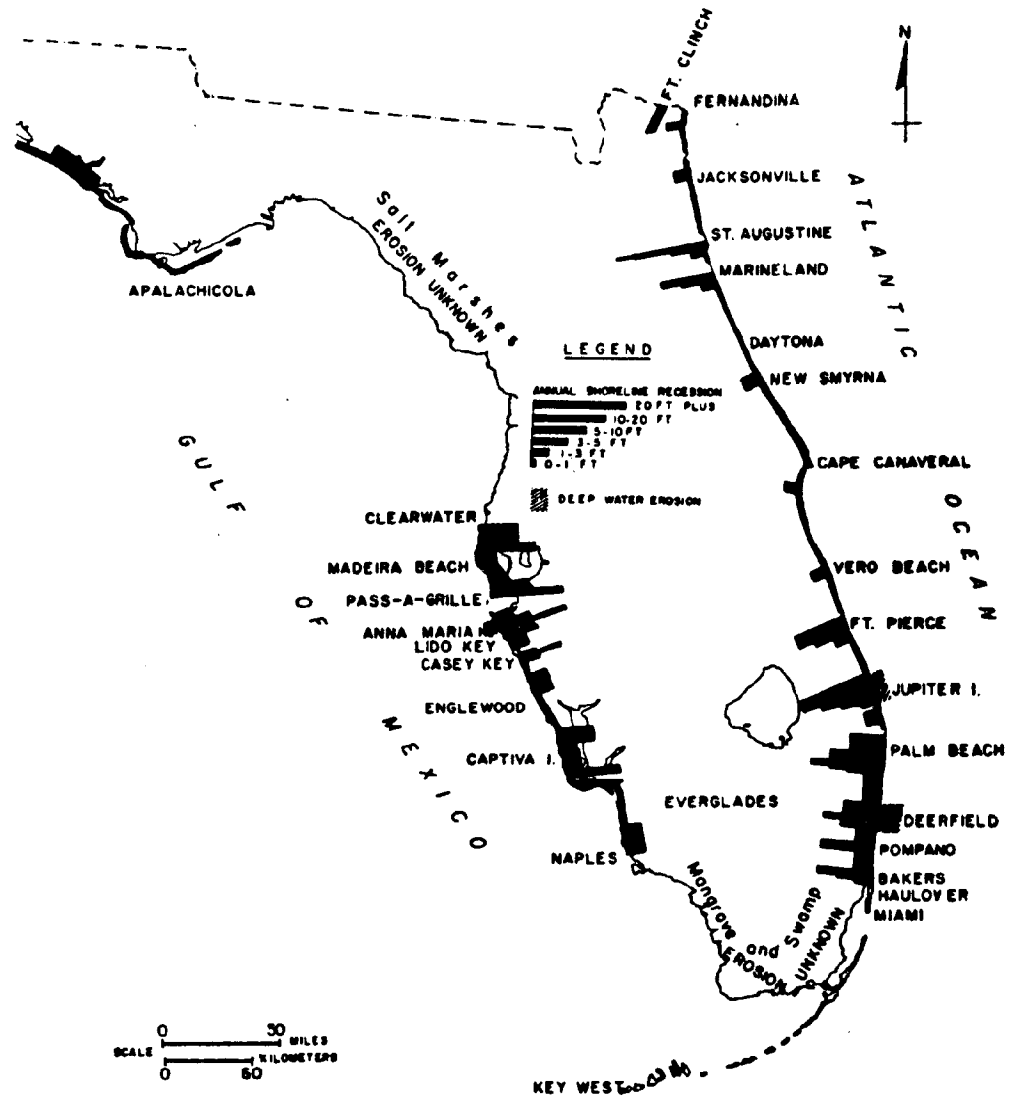 N
FT. CLINCH
FERNANDINA
JACKSONVILLE
ATLANTIC
OCEAN
ST. AUGUSTINE
MARINELAND
Salt Marshes
EROSION UNKNOWN
APALACHICOLA
DAYTONA
NEW SMYRNA
LEGEND
ANNUAL SHORELINE RECESSION
20 FT PLUS
10-20 FT
5-10 FT
3-5 FT
1-3 FT
0-1 FT
DEEP WATER EROSION
GULF
OF
MEXICO
CAPE CANAVERAL
CLEARWATER
MADEIRA BEACH
VERO BEACH
PASS-A-GRILLE
FT. PIERCE
ANNA MARIA
LIDO KEY
CASEY KEY
JUPITER I.
ENGLEWOOD
PALM BEACH
CAPTIVA I.
EVERGLADES
DEERFIELD
POMPANO
NAPLES
BAKERS
HAULOVER
MIAMI
Mangrove and Swamp
EROSION UNKNOWN
0 50
SCALE MILES
KILOMETERS
0 60
KEY WEST